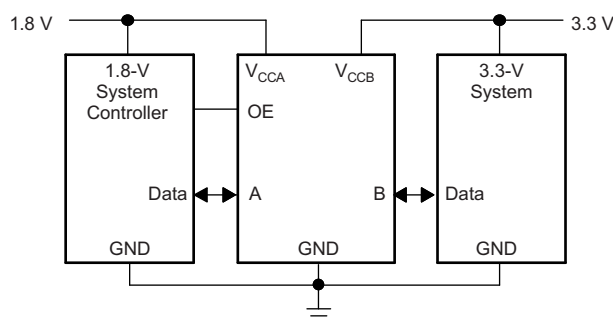 1.8 V
3.3 V
1.8-V
System
Controller
VCCA
VCCB
OE
3.3-V
System
Data
A
B
Data
GND
GND
GND